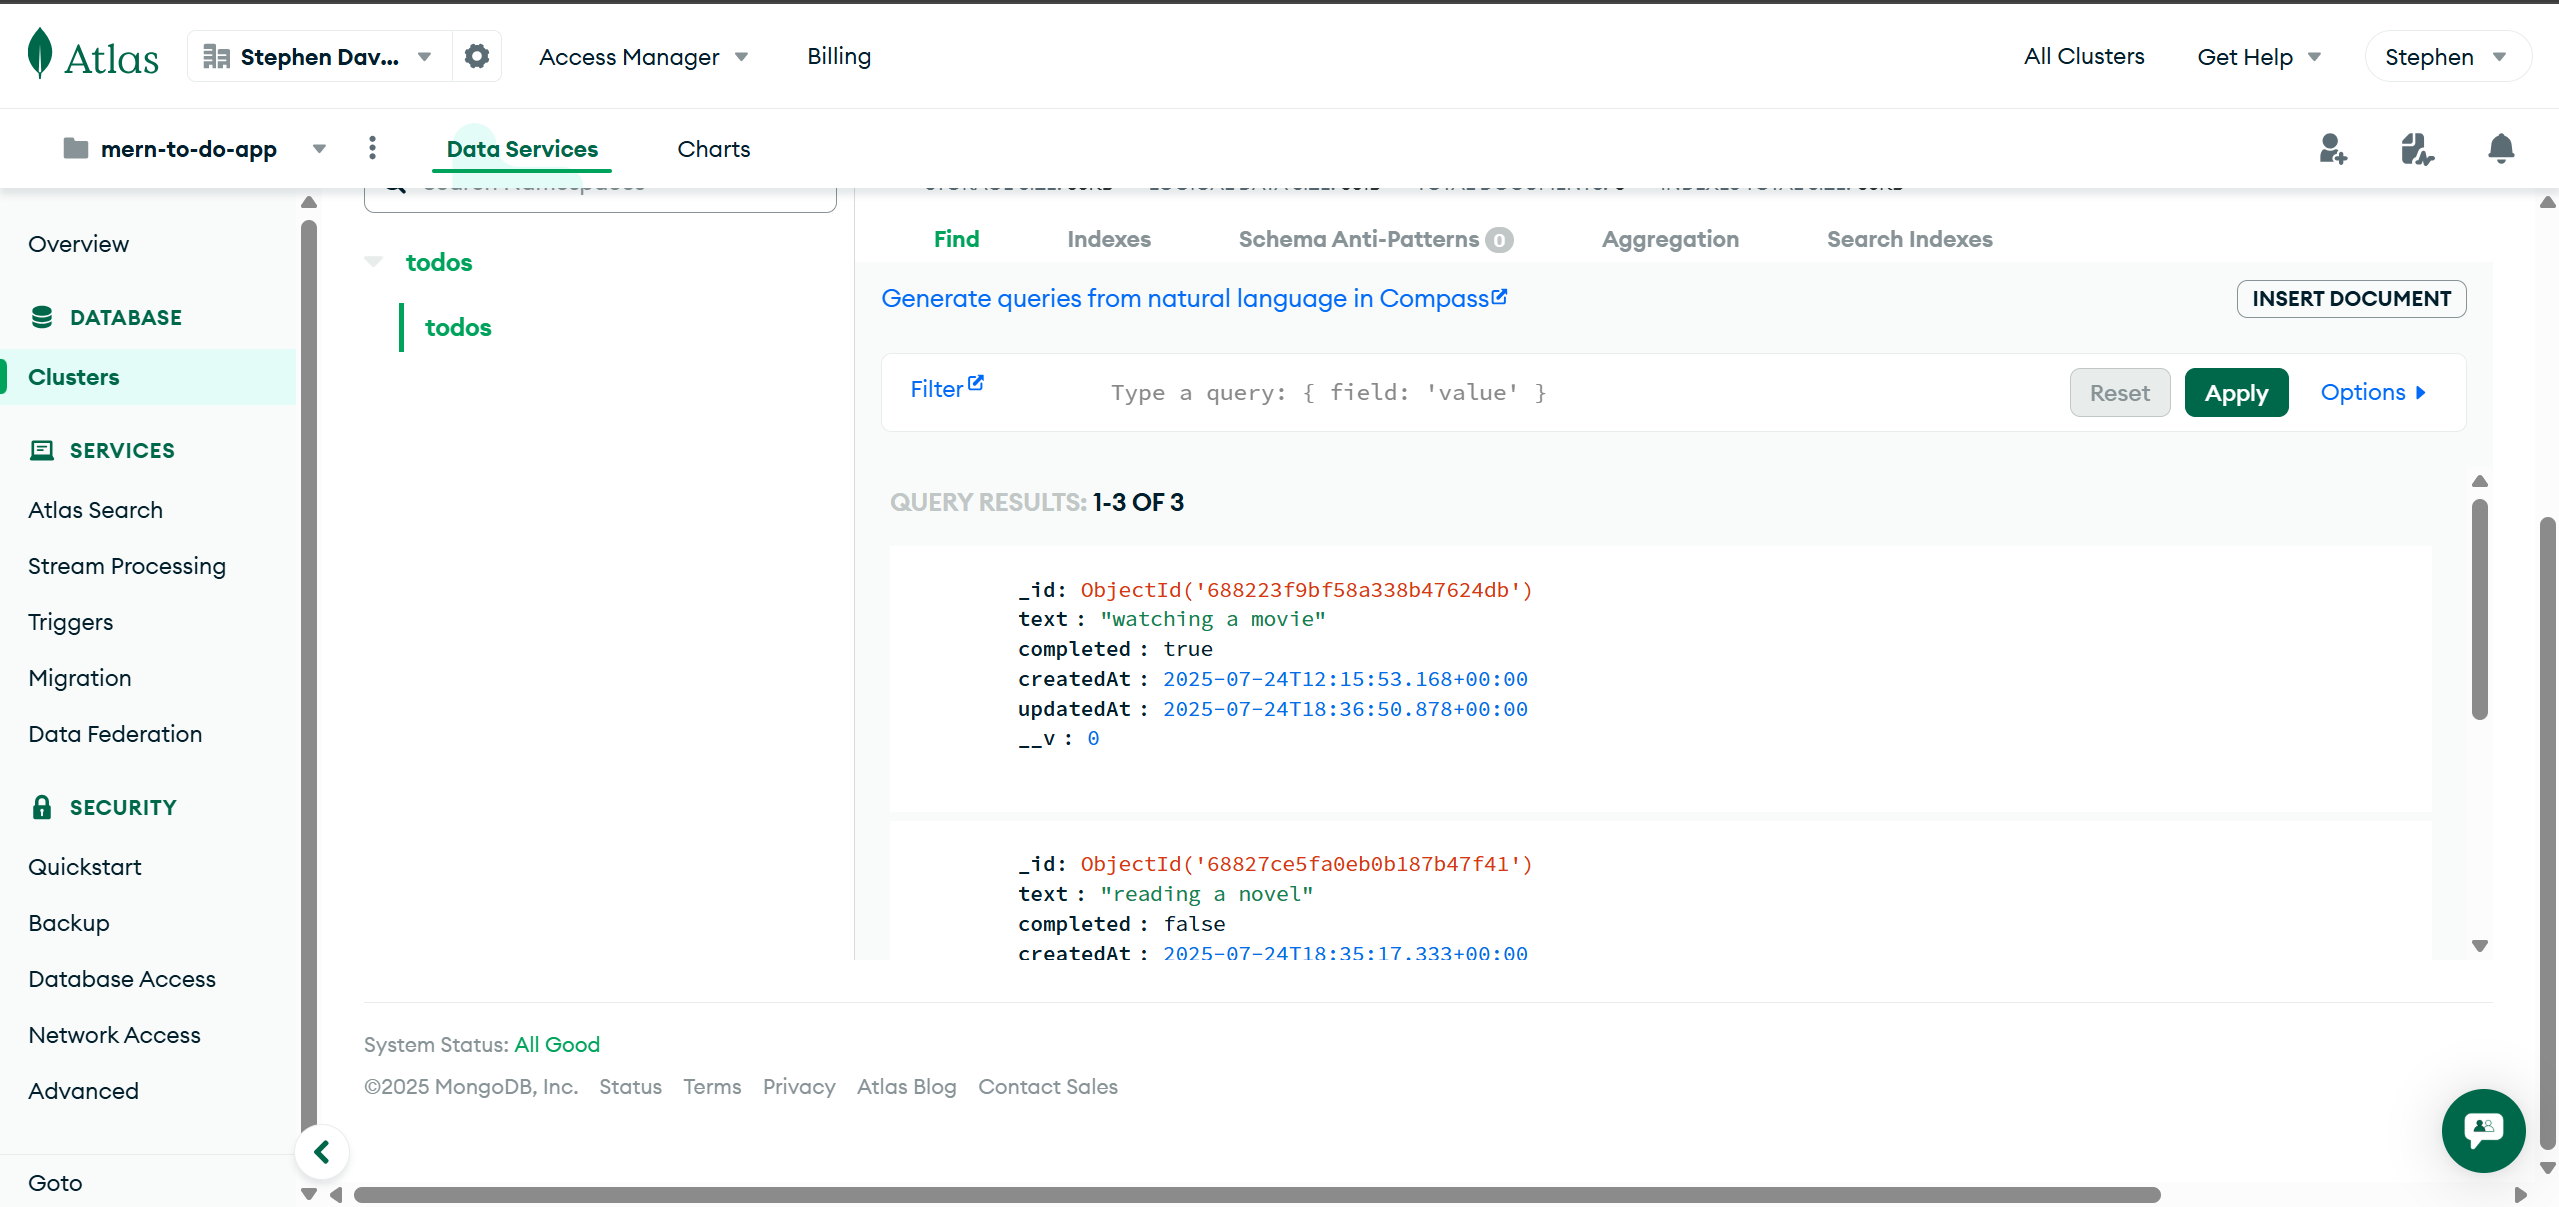 Atlas
Stephen Dav...
Access Manager
Billing
All Clusters
Get Help
Stephen
mern-to-do-app
Data Services
Charts
Overview
DATABASE
Clusters
SERVICES
Atlas Search
Stream Processing
Triggers
Migration
Data Federation
SECURITY
Quickstart
Backup
Database Access
Network Access
Advanced
Goto
todos
todos
Find
Indexes
Schema Anti-Patterns 0
Aggregation
Search Indexes
Generate queries from natural language in Compass
INSERT DOCUMENT
Filter
Type a query: { field: 'value' }
Reset
Apply
Options
QUERY RESULTS: 1-3 OF 3
_id: ObjectId('688223f9bf58a338b47624db')
text : "watching a movie"
completed : true
createdAt : 2025-07-24T12:15:53.168+00:00
updatedAt : 2025-07-24T18:36:50.878+00:00
__v : 0
_id: ObjectId('68827ce5fa0eb0b187b47f41')
text : "reading a novel"
completed : false
createdAt : 2025-07-24T18:35:17.333+00:00
System Status: All Good
©2025 MongoDB, Inc. Status Terms Privacy Atlas Blog Contact Sales